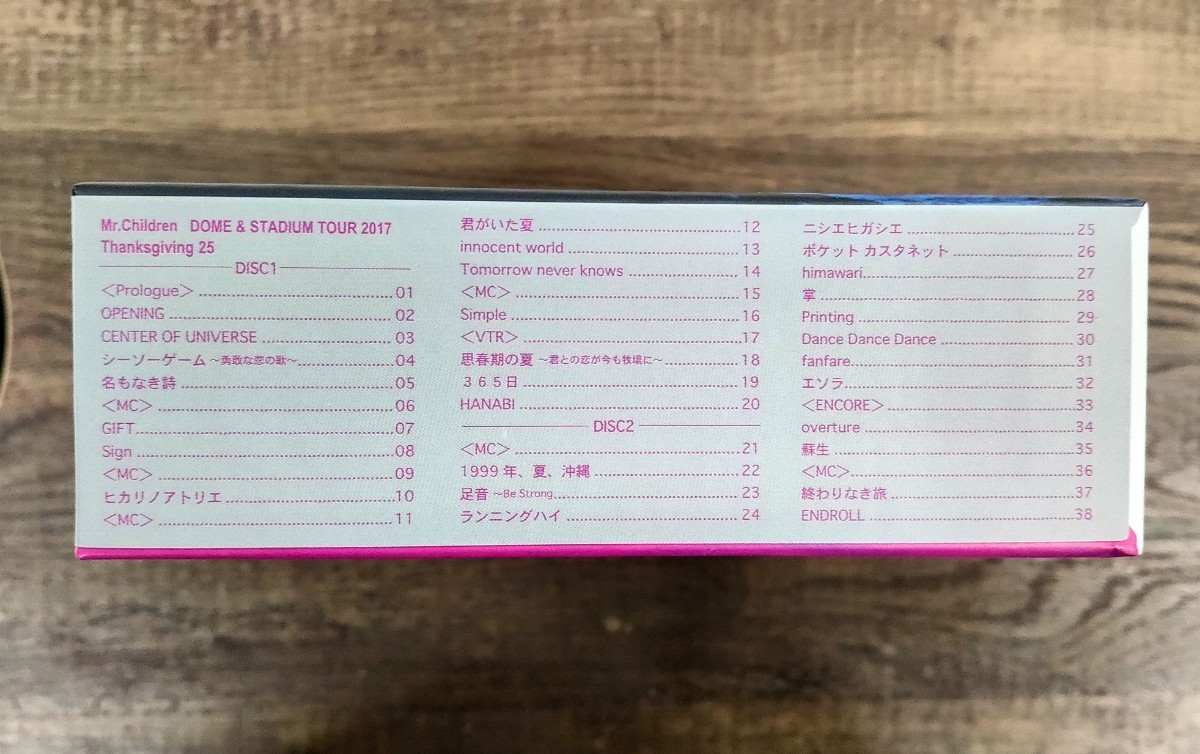 Mr.Children DOME & STADIUM TOUR 2017
Thanksgiving 25
DISC1
<Prologue> 01
OPENING 02
CENTER OF UNIVERSE 03
シーソーゲーム ～勇敢な恋の歌～ 04
名もなき詩 05
<MC> 06
GIFT 07
Sign 08
<MC> 09
ヒカリノアトリエ 10
<MC> 11
君がいた夏 12
innocent world 13
Tomorrow never knows 14
<MC> 15
Simple 16
<VTR> 17
思春期の夏 ～君との恋が今も牧場に～ 18
３６５日 19
HANABI 20
DISC2
<MC> 21
1999年、夏、沖縄 22
足音 ～Be Strong 23
ランニングハイ 24
ニシエヒガシエ 25
ポケット カスタネット 26
himawari 27
掌 28
Printing 29
Dance Dance Dance 30
fanfare 31
エソラ 32
<ENCORE> 33
overture 34
蘇生 35
<MC> 36
終わりなき旅 37
ENDROLL 38